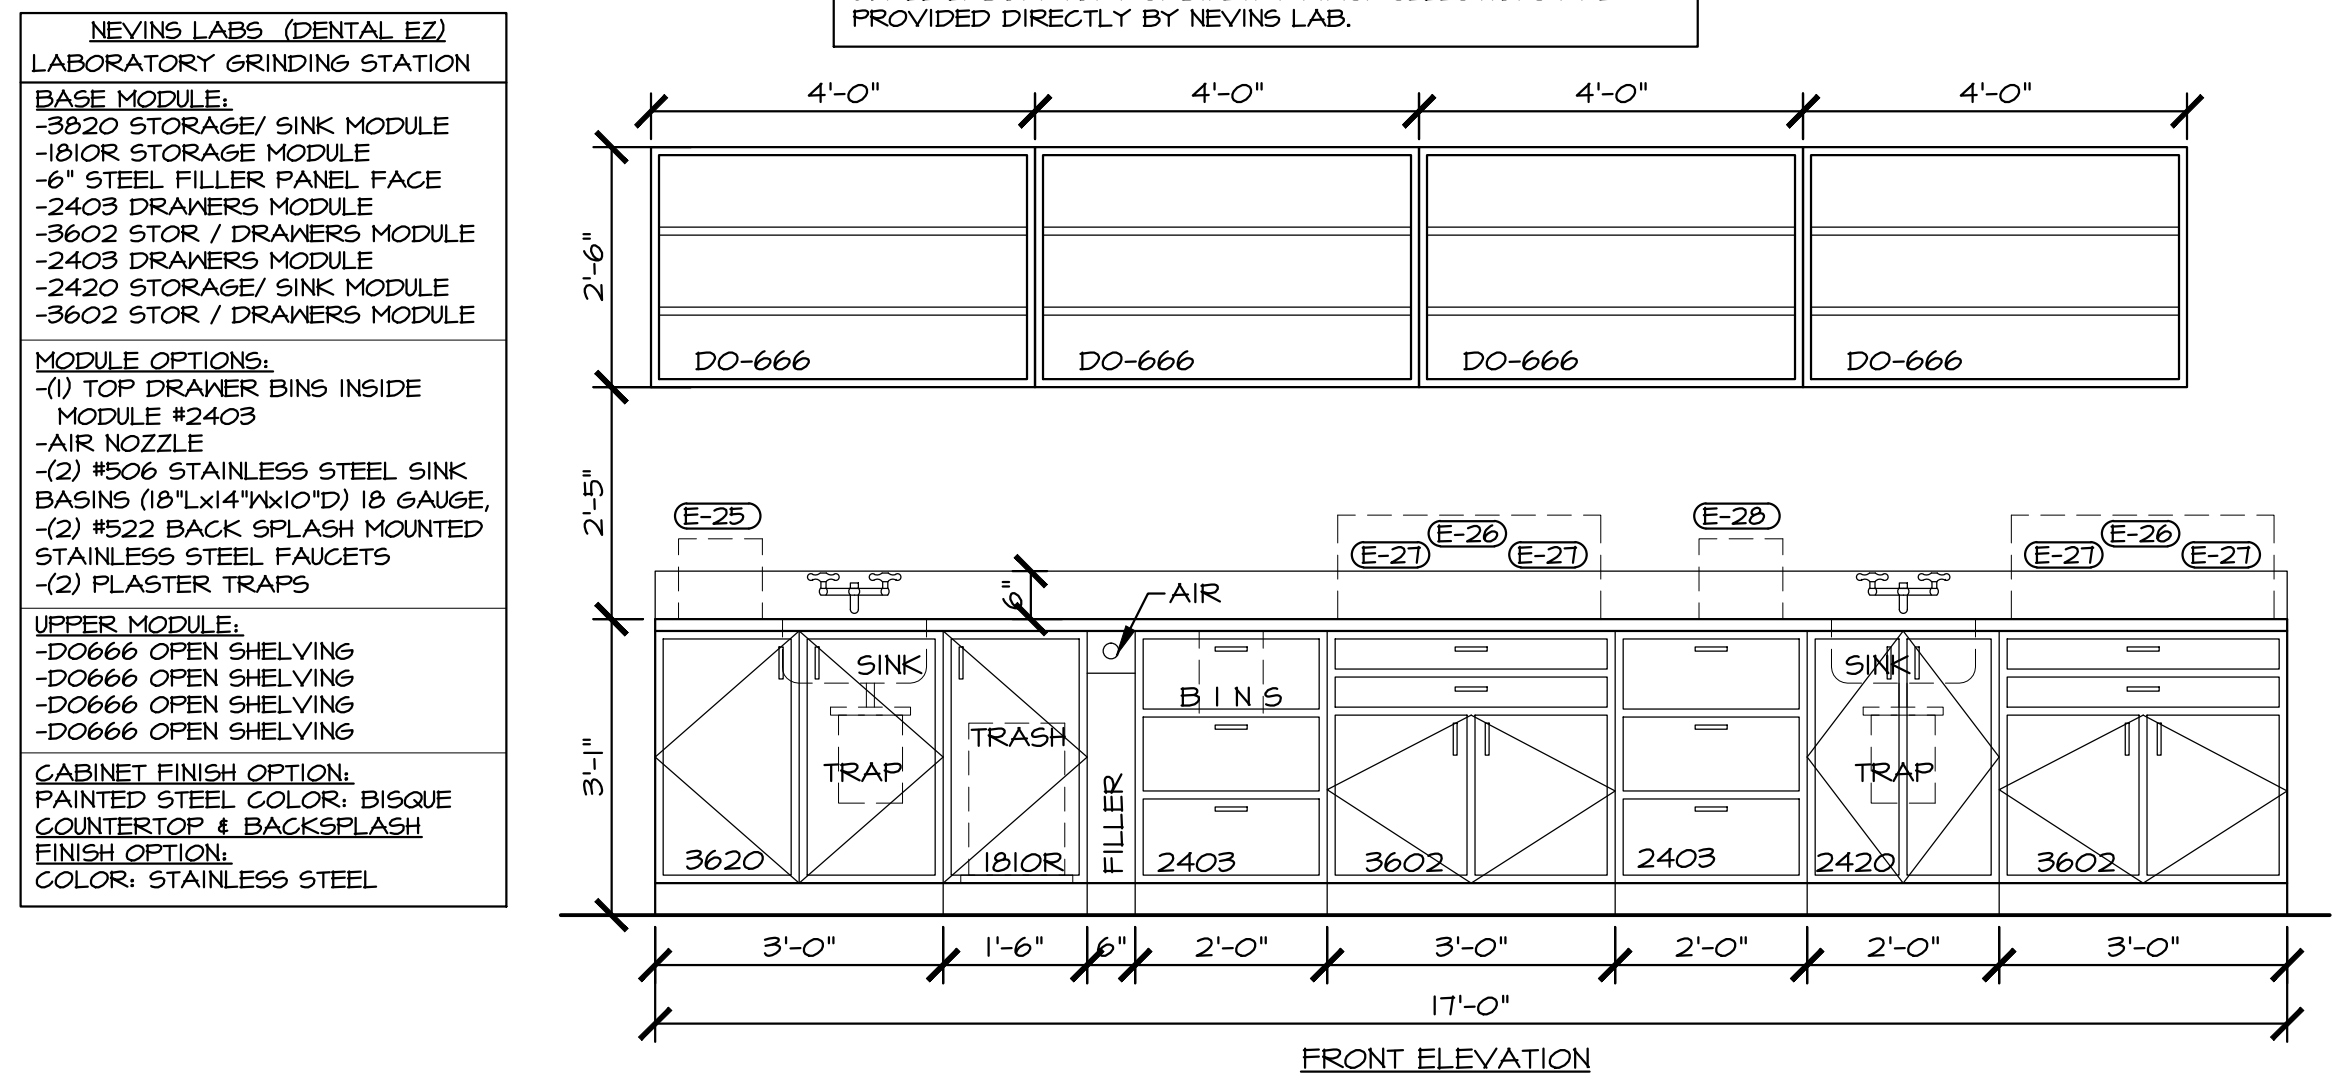 PROVIDED DIRECTLY BY NEVINS LAB.
NEVINS LABS (DENTAL EZ)
LABORATORY GRINDING STATION
BASE MODULE:
-3820 STORAGE/ SINK MODULE
-1810R STORAGE MODULE
-6" STEEL FILLER PANEL FACE
-2403 DRAWERS MODULE
-3602 STOR / DRAWERS MODULE
-2403 DRAWERS MODULE
-2420 STORAGE/ SINK MODULE
-3602 STOR / DRAWERS MODULE
MODULE OPTIONS:
-(1) TOP DRAWER BINS INSIDE
MODULE #2403
-AIR NOZZLE
-(2) #506 STAINLESS STEEL SINK
BASINS (18"Lx14"Wx10"D) 18 GAUGE,
-(2) #522 BACK SPLASH MOUNTED
STAINLESS STEEL FAUCETS
-(2) PLASTER TRAPS
UPPER MODULE:
-DO666 OPEN SHELVING
-DO666 OPEN SHELVING
-DO666 OPEN SHELVING
-DO666 OPEN SHELVING
CABINET FINISH OPTION:
PAINTED STEEL COLOR: BISQUE
COUNTERTOP & BACKSPLASH
FINISH OPTION:
COLOR: STAINLESS STEEL
4'-0" 4'-0" 4'-0" 4'-0"
2'-6"
DO-666 DO-666 DO-666 DO-666
2'-5"
E-25 E-28
E-26 E-26
E-27 E-27 E-27 E-27
6" AIR
SINK SINK
BINS
TRASH
3'-1"
TRAP TRAP
FILLER
3620 1810R 2403 3602 2403 2420 3602
3'-0" 1'-6" 6" 2'-0" 3'-0" 2'-0" 2'-0" 3'-0"
17'-0"
FRONT ELEVATION